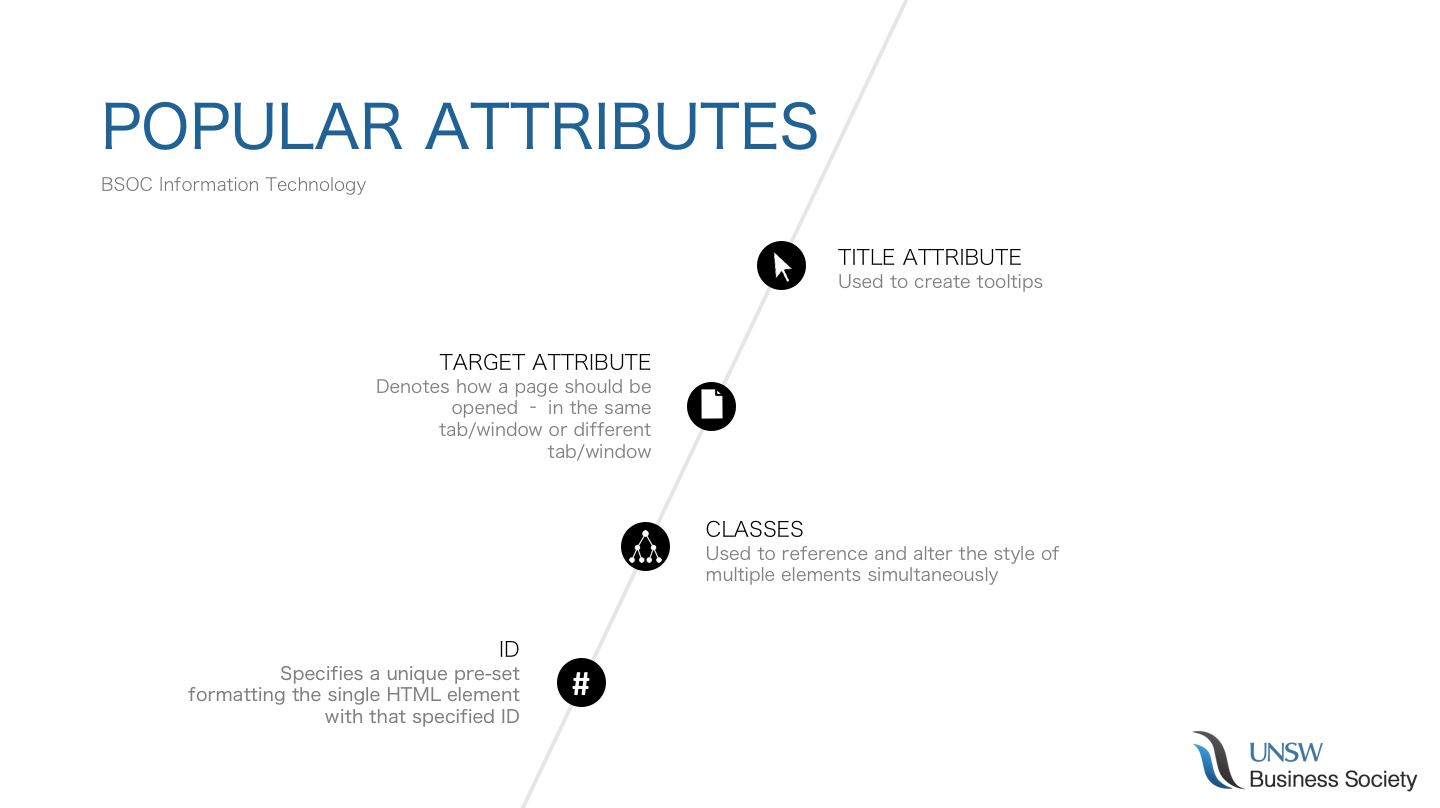 POPULAR ATTRIBUTES
BSOC Information Technology
TITLE ATTRIBUTE
Used to create tooltips
TARGET ATTRIBUTE
Denotes how a page should be
opened - in the same
tab/window or different
tab/window
CLASSES
Used to reference and alter the style of
multiple elements simultaneously
ID
Specifies a unique pre-set
formatting the single HTML element
with that specified ID
#
UNSW
Business Society